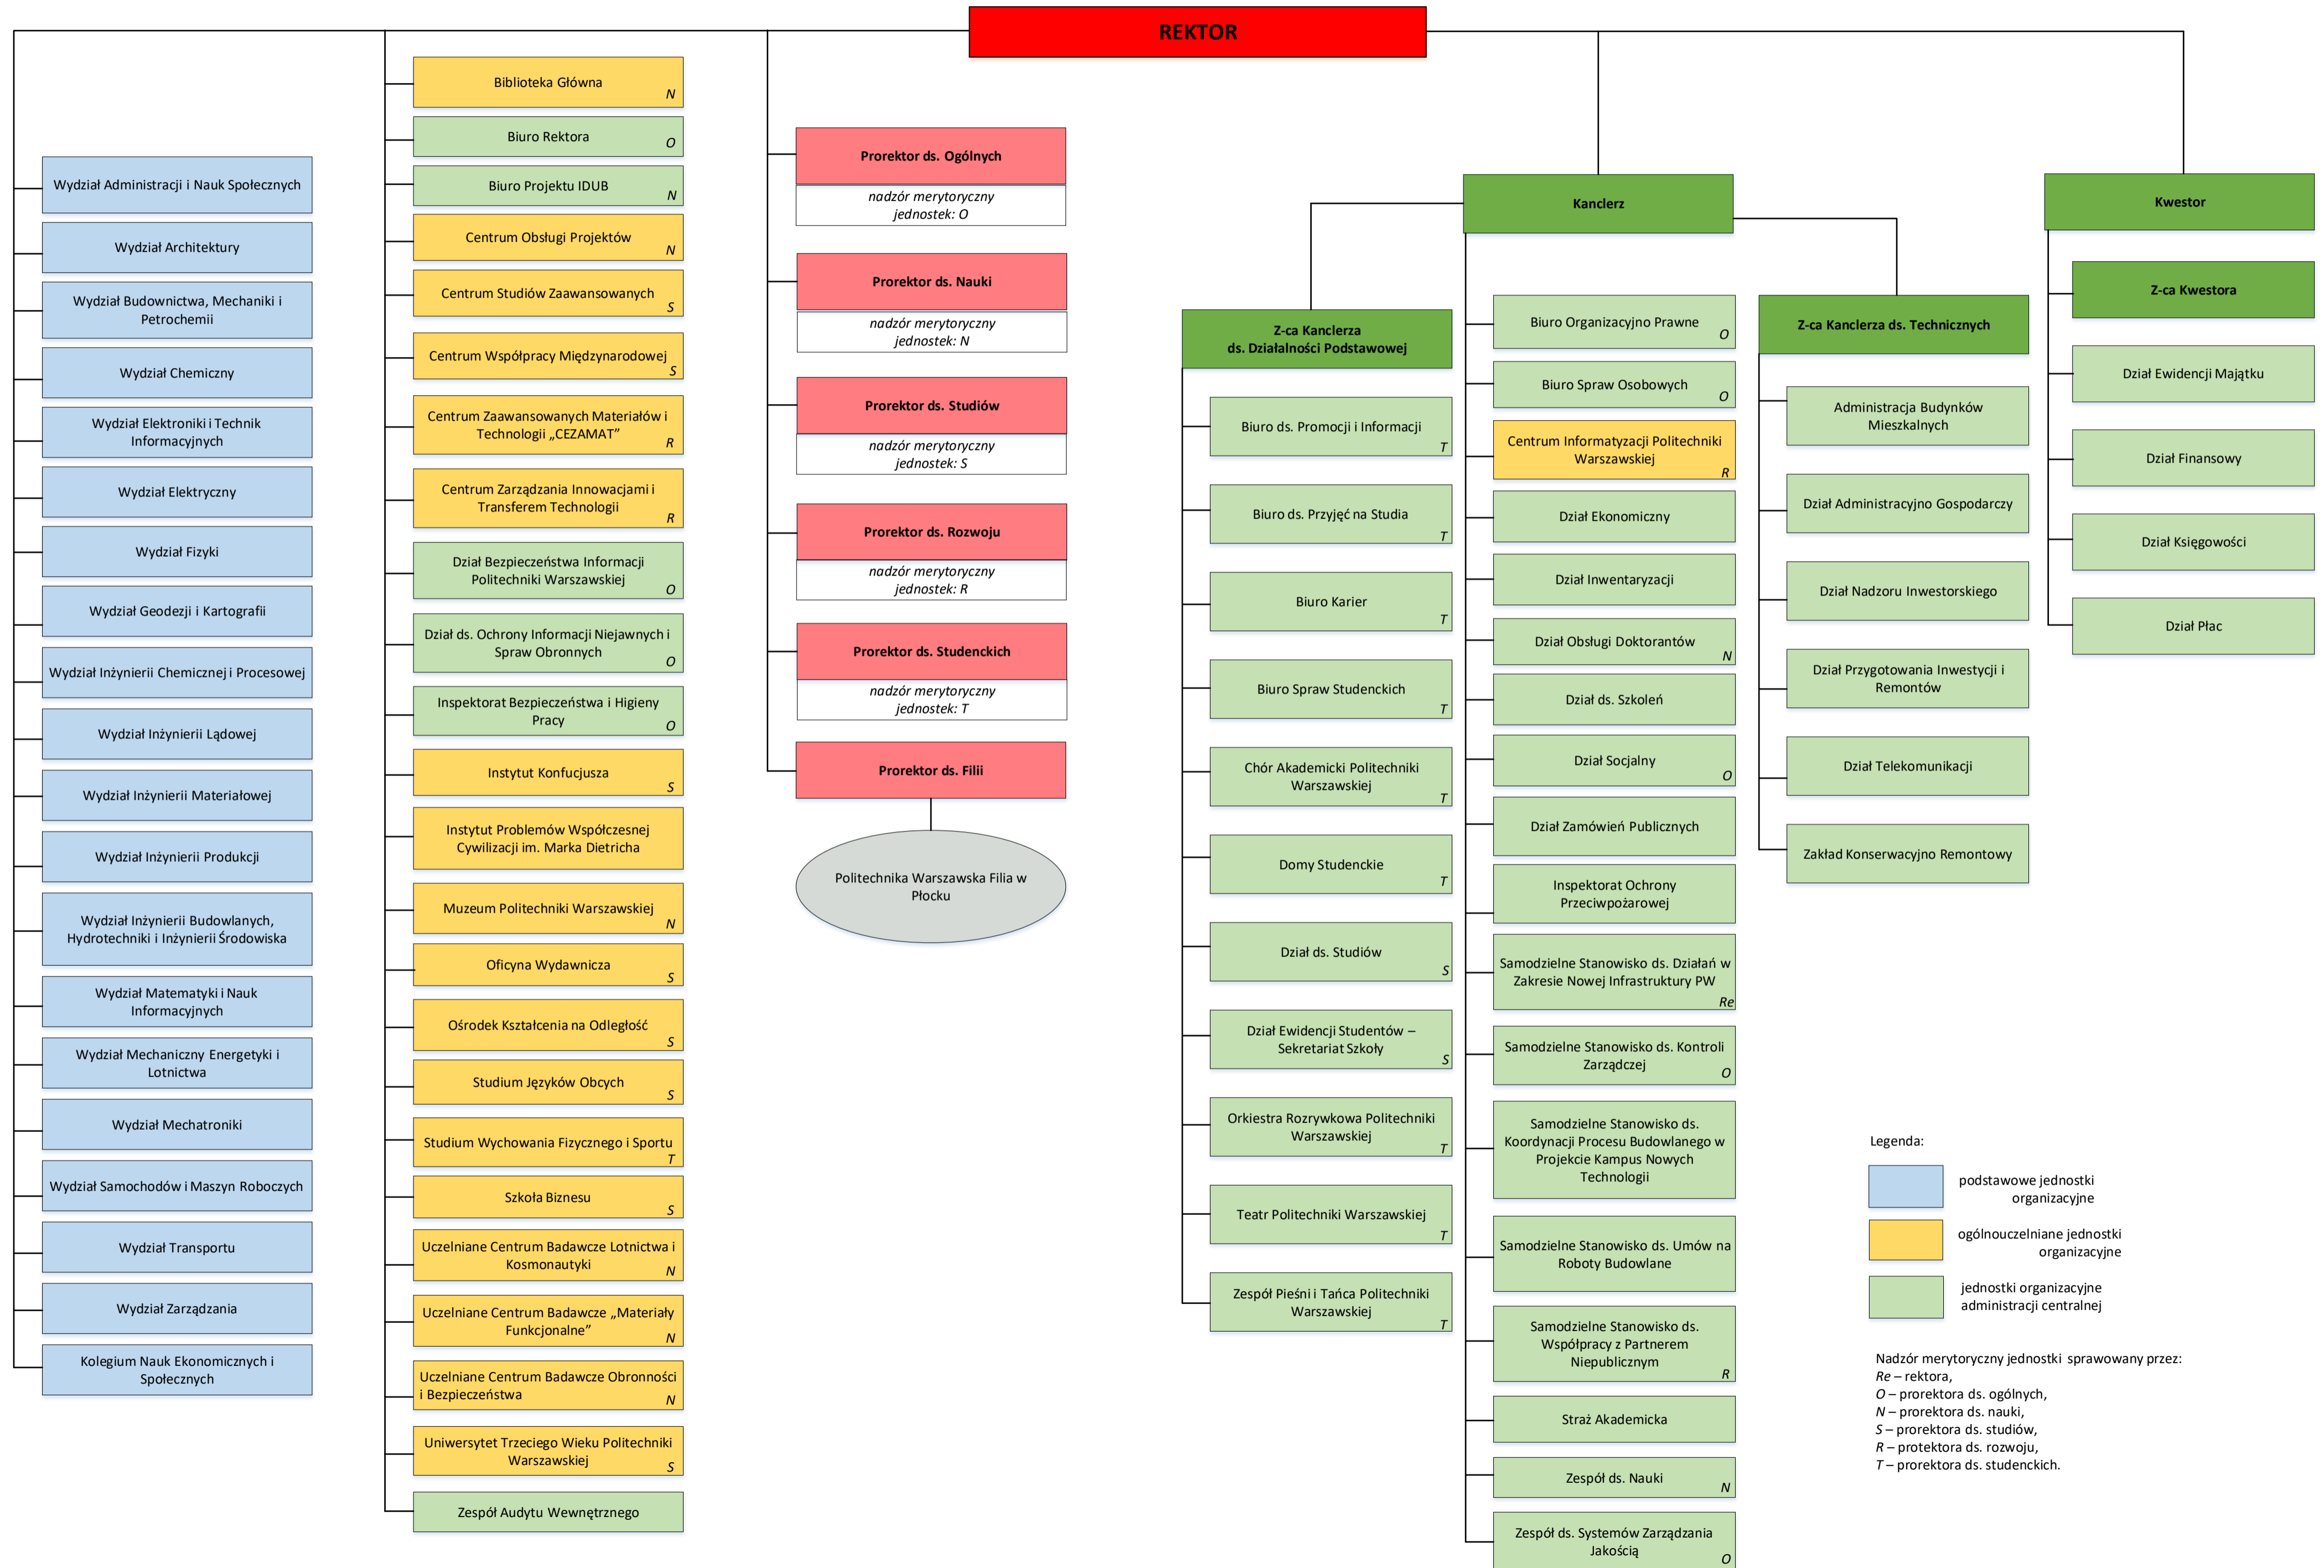 REKTOR
Wydział Administracji i Nauk Społecznych
Wydział Architektury
Wydział Budownictwa, Mechaniki i
Petrochemii
Wydział Chemiczny
Wydział Elektroniki i Technik
Informacyjnych
Wydział Elektryczny
Wydział Fizyki
Wydział Geodezji i Kartografii
Wydział Inżynierii Chemicznej i Procesowej
Wydział Inżynierii Lądowej
Wydział Inżynierii Materiałowej
Wydział Inżynierii Produkcji
Wydział Inżynierii Budowlanych,
Hydrotechniki i Inżynierii Środowiska
Wydział Matematyki i Nauk
Informacyjnych
Wydział Mechaniczny Energetyki i
Lotnictwa
Wydział Mechatroniki
Wydział Samochodów i Maszyn Roboczych
Wydział Transportu
Wydział Zarządzania
Kolegium Nauk Ekonomicznych i
Społecznych
Biblioteka Główna
N
Biuro Rektora
O
Biuro Projektu IDUB
N
Centrum Obsługi Projektów
N
Centrum Studiów Zaawansowanych
S
Centrum Współpracy Międzynarodowej
S
Centrum Zaawansowanych Materiałów i
Technologii „CEZAMAT”
R
Centrum Zarządzania Innowacjami i
Transferem Technologii
R
Dział Bezpieczeństwa Informacji
Politechniki Warszawskiej
O
Dział ds. Ochrony Informacji Niejawnych i
Spraw Obronnych
O
Inspektorat Bezpieczeństwa i Higieny
Pracy
O
Instytut Konfucjusza
S
Instytut Problemów Współczesnej
Cywilizacji im. Marka Dietricha
Muzeum Politechniki Warszawskiej
N
Oficyna Wydawnicza
S
Ośrodek Kształcenia na Odległość
S
Studium Języków Obcych
S
Studium Wychowania Fizycznego i Sportu
T
Szkoła Biznesu
S
Uczelniane Centrum Badawcze Lotnictwa i
Kosmonautyki
N
Uczelniane Centrum Badawcze „Materiały
Funkcjonalne”
N
Uczelniane Centrum Badawcze Obronności
i Bezpieczeństwa
N
Uniwersytet Trzeciego Wieku Politechniki
Warszawskiej
S
Zespół Audytu Wewnętrznego
Prorektor ds. Ogólnych
nadzór merytoryczny
jednostek: O
Prorektor ds. Nauki
nadzór merytoryczny
jednostek: N
Prorektor ds. Studiów
nadzór merytoryczny
jednostek: S
Prorektor ds. Rozwoju
nadzór merytoryczny
jednostek: R
Prorektor ds. Studenckich
nadzór merytoryczny
jednostek: T
Prorektor ds. Filii
Politechnika Warszawska Filia w
Płocku
Kanclerz
Z-ca Kanclerza
ds. Działalności Podstawowej
Biuro ds. Promocji i Informacji
T
Biuro ds. Przyjęć na Studia
T
Biuro Karier
T
Biuro Spraw Studenckich
T
Chór Akademicki Politechniki
Warszawskiej
T
Domy Studenckie
T
Dział ds. Studiów
S
Dział Ewidencji Studentów –
Sekretariat Szkoły
S
Orkiestra Rozrywkowa Politechniki
Warszawskiej
T
Teatr Politechniki Warszawskiej
T
Zespół Pieśni i Tańca Politechniki
Warszawskiej
T
Biuro Organizacyjno Prawne
O
Biuro Spraw Osobowych
O
Centrum Informatyzacji Politechniki
Warszawskiej
R
Dział Ekonomiczny
Dział Inwentaryzacji
Dział Obsługi Doktorantów
N
Dział ds. Szkoleń
Dział Socjalny
O
Dział Zamówień Publicznych
Inspektorat Ochrony
Przeciwpożarowej
Samodzielne Stanowisko ds. Działań w
Zakresie Nowej Infrastruktury PW
Re
Samodzielne Stanowisko ds. Kontroli
Zarządczej
O
Samodzielne Stanowisko ds.
Koordynacji Procesu Budowlanego w
Projekcie Kampus Nowych
Technologii
Samodzielne Stanowisko ds. Umów na
Roboty Budowlane
Samodzielne Stanowisko ds.
Współpracy z Partnerem
Niepublicznym
R
Straż Akademicka
Zespół ds. Nauki
N
Zespół ds. Systemów Zarządzania
Jakością
O
Z-ca Kanclerza ds. Technicznych
Administracja Budynków
Mieszkalnych
Dział Administracyjno Gospodarczy
Dział Nadzoru Inwestorskiego
Dział Przygotowania Inwestycji i
Remontów
Dział Telekomunikacji
Zakład Konserwacyjno Remontowy
Kwestor
Z-ca Kwestora
Dział Ewidencji Majątku
Dział Finansowy
Dział Księgowości
Dział Płac
Legenda:
podstawowe jednostki
organizacyjne
ogólnouczelniane jednostki
organizacyjne
jednostki organizacyjne
administracji centralnej
Nadzór merytoryczny jednostki sprawowany przez:
Re – rektora,
O – prorektora ds. ogólnych,
N – prorektora ds. nauki,
S – prorektora ds. studiów,
R – protektora ds. rozwoju,
T – prorektora ds. studenckich.